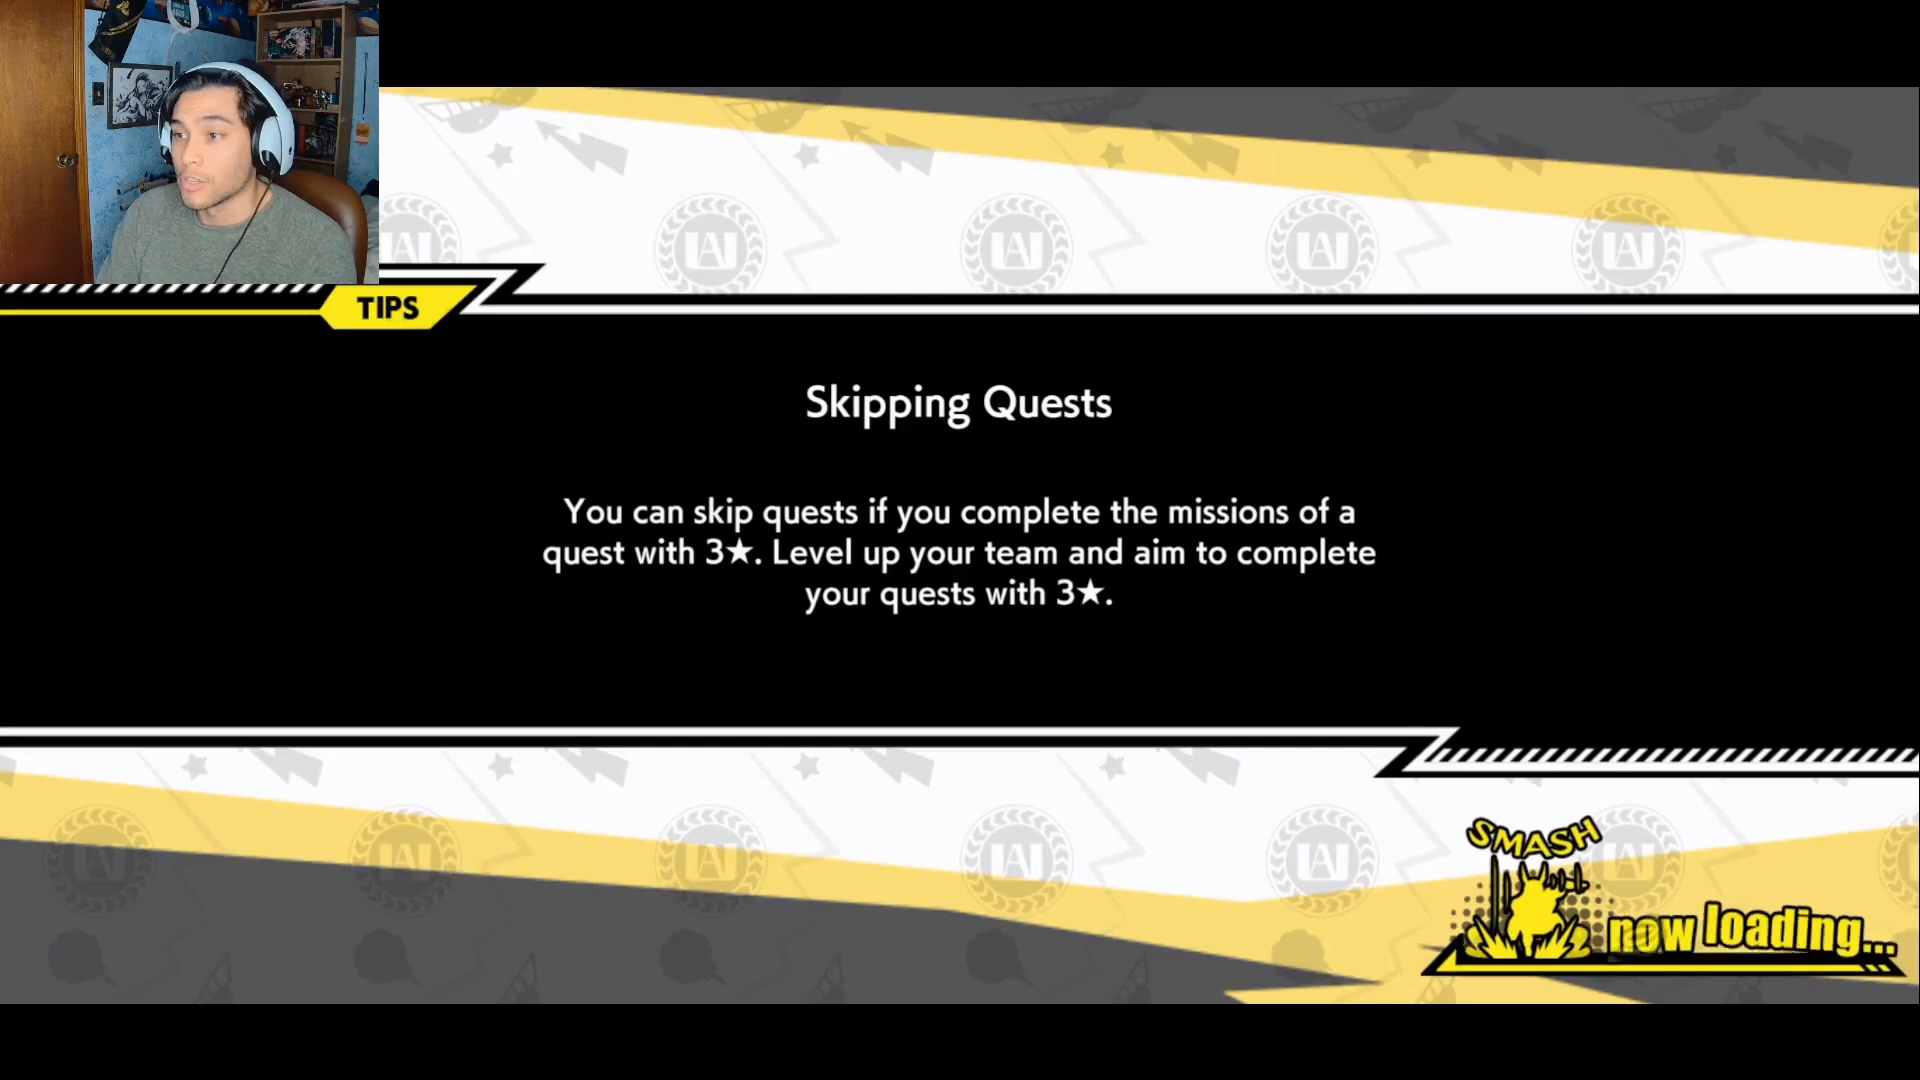 TIPS
Skipping Quests
You can skip quests if you complete the missions of a
quest with 3★. Level up your team and aim to complete
your quests with 3★.
SMASH
now loading...